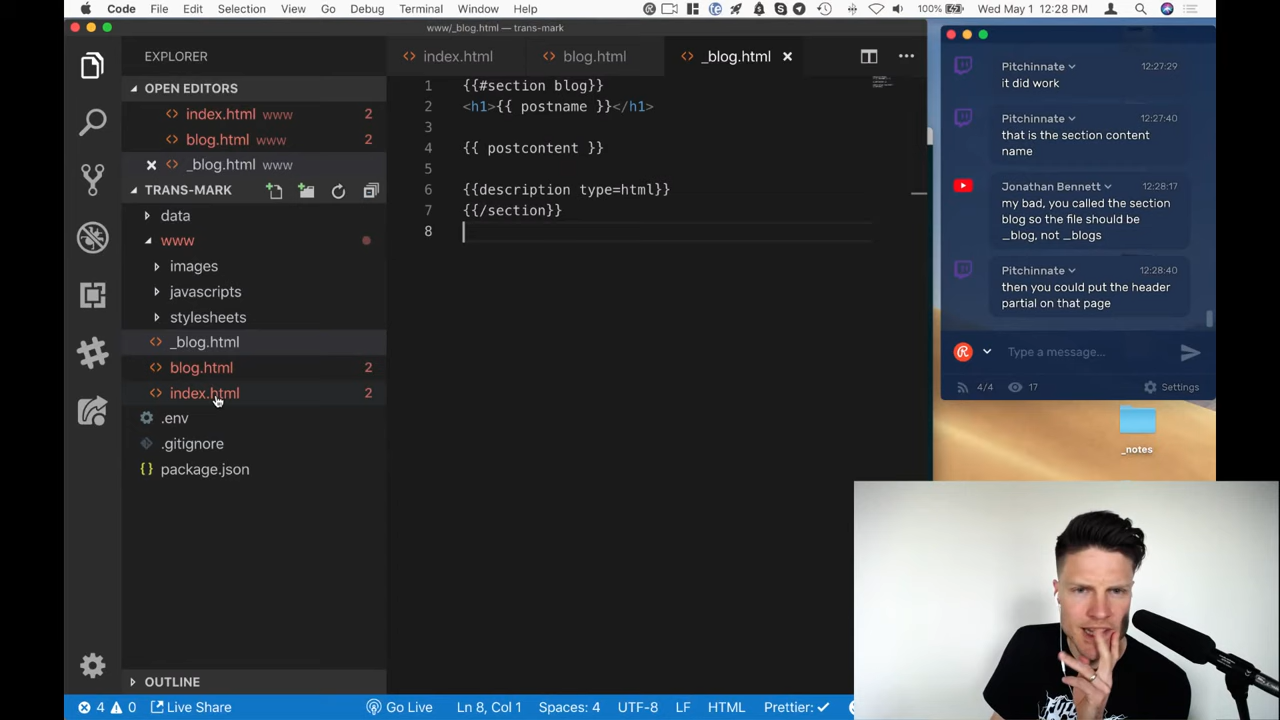 Code File Edit Selection View Go Debug Terminal Window Help 100% Wed May 1 12:28 PM
www/_blog.html — trans-mark
EXPLORER
OPEN EDITORS
index.html www 2
blog.html www 2
_blog.html www
TRANS-MARK
data
www
images
javascripts
stylesheets
_blog.html
blog.html 2
index.html 2
.env
.gitignore
package.json
OUTLINE
index.html blog.html _blog.html
1 {{#section blog}}
2 <h1>{{ postname }}</h1>
3
4 {{ postcontent }}
5
6 {{description type=html}}
7 {{/section}}
8
4 0 Live Share Go Live Ln 8, Col 1 Spaces: 4 UTF-8 LF HTML Prettier: ✓
Pitchinnate 12:27:29
it did work
Pitchinnate 12:27:40
that is the section content
name
Jonathan Bennett 12:28:17
my bad, you called the section
blog so the file should be
_blog, not _blogs
Pitchinnate 12:28:40
then you could put the header
partial on that page
Type a message...
4/4 17 Settings
_notes